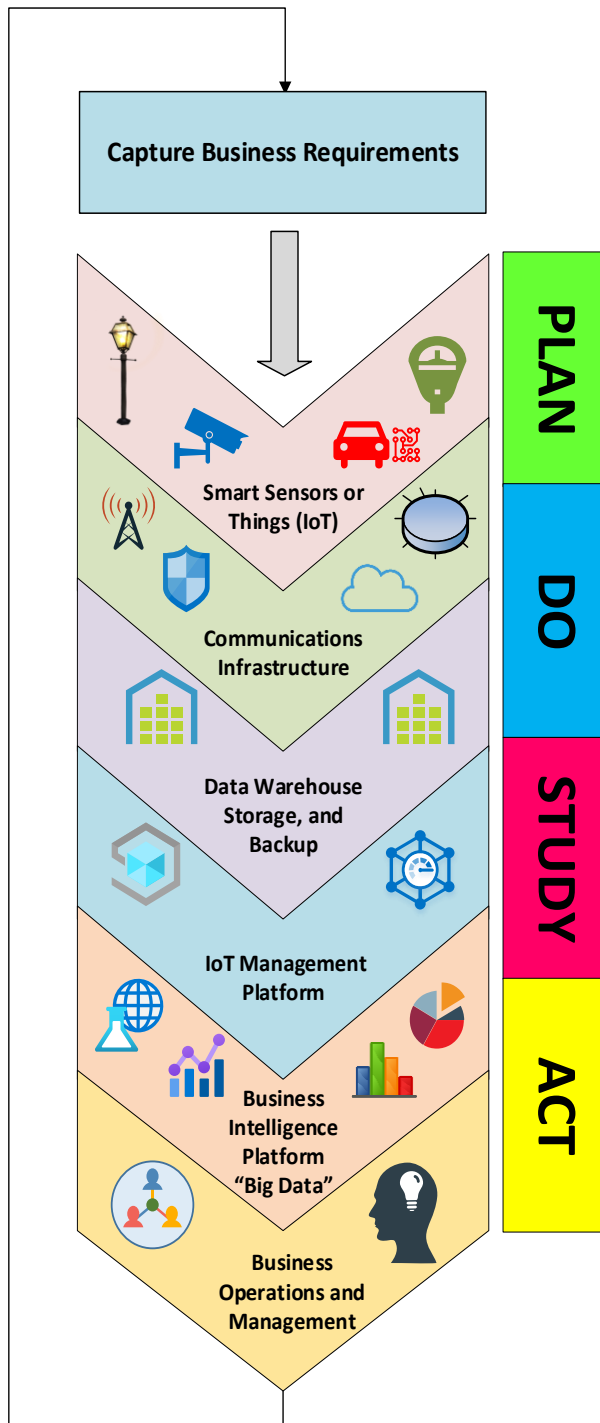 Capture Business Requirements
PLAN
Smart Sensors or
Things (IoT)
DO
Communications
Infrastructure
Data Warehouse
Storage, and
Backup
STUDY
IoT Management
Platform
ACT
Business
Intelligence
Platform
“Big Data”
Business
Operations and
Management